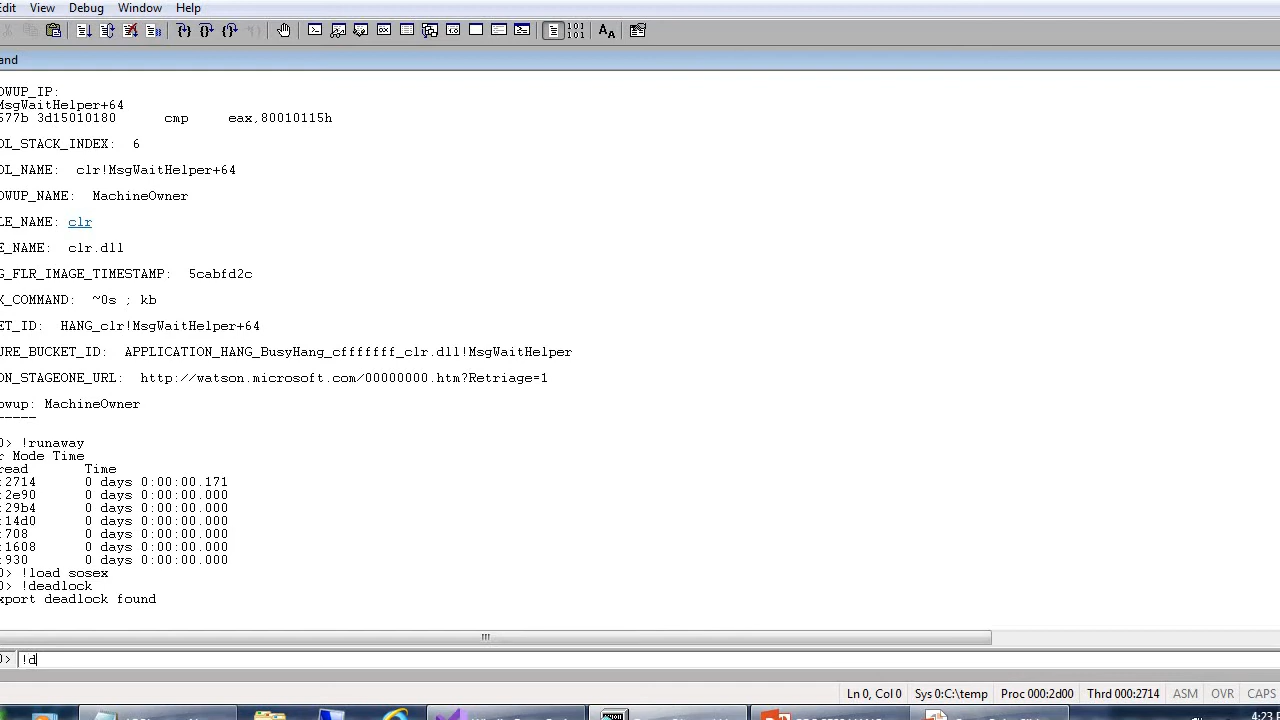 Edit View Debug Window Help
and
OWUP_IP:
MsgWaitHelper+64
577b 3d15010180 cmp eax,80010115h
OL_STACK_INDEX: 6
OL_NAME: clr!MsgWaitHelper+64
OWUP_NAME: MachineOwner
LE_NAME: clr
E_NAME: clr.dll
G_FLR_IMAGE_TIMESTAMP: 5cabfd2c
K_COMMAND: ~0s ; kb
ET_ID: HANG_clr!MsgWaitHelper+64
URE_BUCKET_ID: APPLICATION_HANG_BusyHang_cfffffff_clr.dll!MsgWaitHelper
ON_STAGEONE_URL: http://watson.microsoft.com/00000000.htm?Retriage=1
owup: MachineOwner
-----
0> !runaway
r Mode Time
read Time
:2714 0 days 0:00:00.171
:2e90 0 days 0:00:00.000
:29b4 0 days 0:00:00.000
:14d0 0 days 0:00:00.000
:708 0 days 0:00:00.000
:1608 0 days 0:00:00.000
:930 0 days 0:00:00.000
0> !load sosex
0> !deadlock
xport deadlock found
0> !d
Ln 0, Col 0 Sys 0:C:\temp Proc 000:2d00 Thrd 000:2714 ASM OVR CAPS